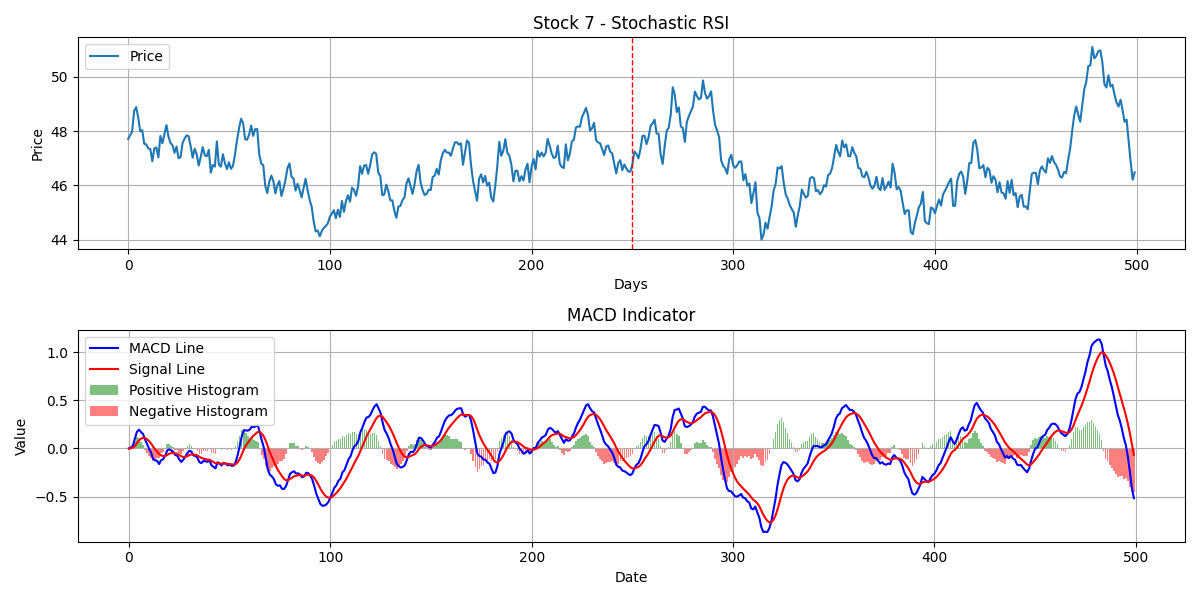 Stock 7 - Stochastic RSI
Price
50
48
46
44
Price
0 100 200 300 400 500
Days
MACD Indicator
MACD Line
Signal Line
Positive Histogram
Negative Histogram
1.0
0.5
0.0
−0.5
Value
0 100 200 300 400 500
Date